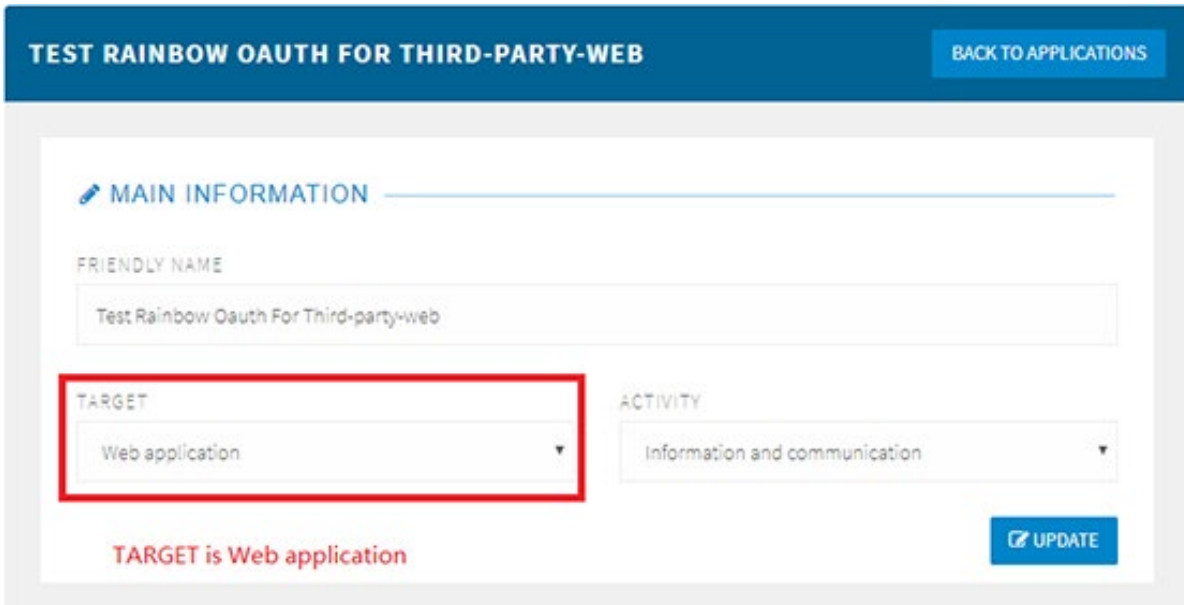 TEST RAINBOW OAUTH FOR THIRD-PARTY-WEB
BACK TO APPLICATIONS
MAIN INFORMATION
FRIENDLY NAME
Test Rainbow Oauth For Third-party-web
TARGET
ACTIVITY
Web application
Information and communication
TARGET is Web application
UPDATE